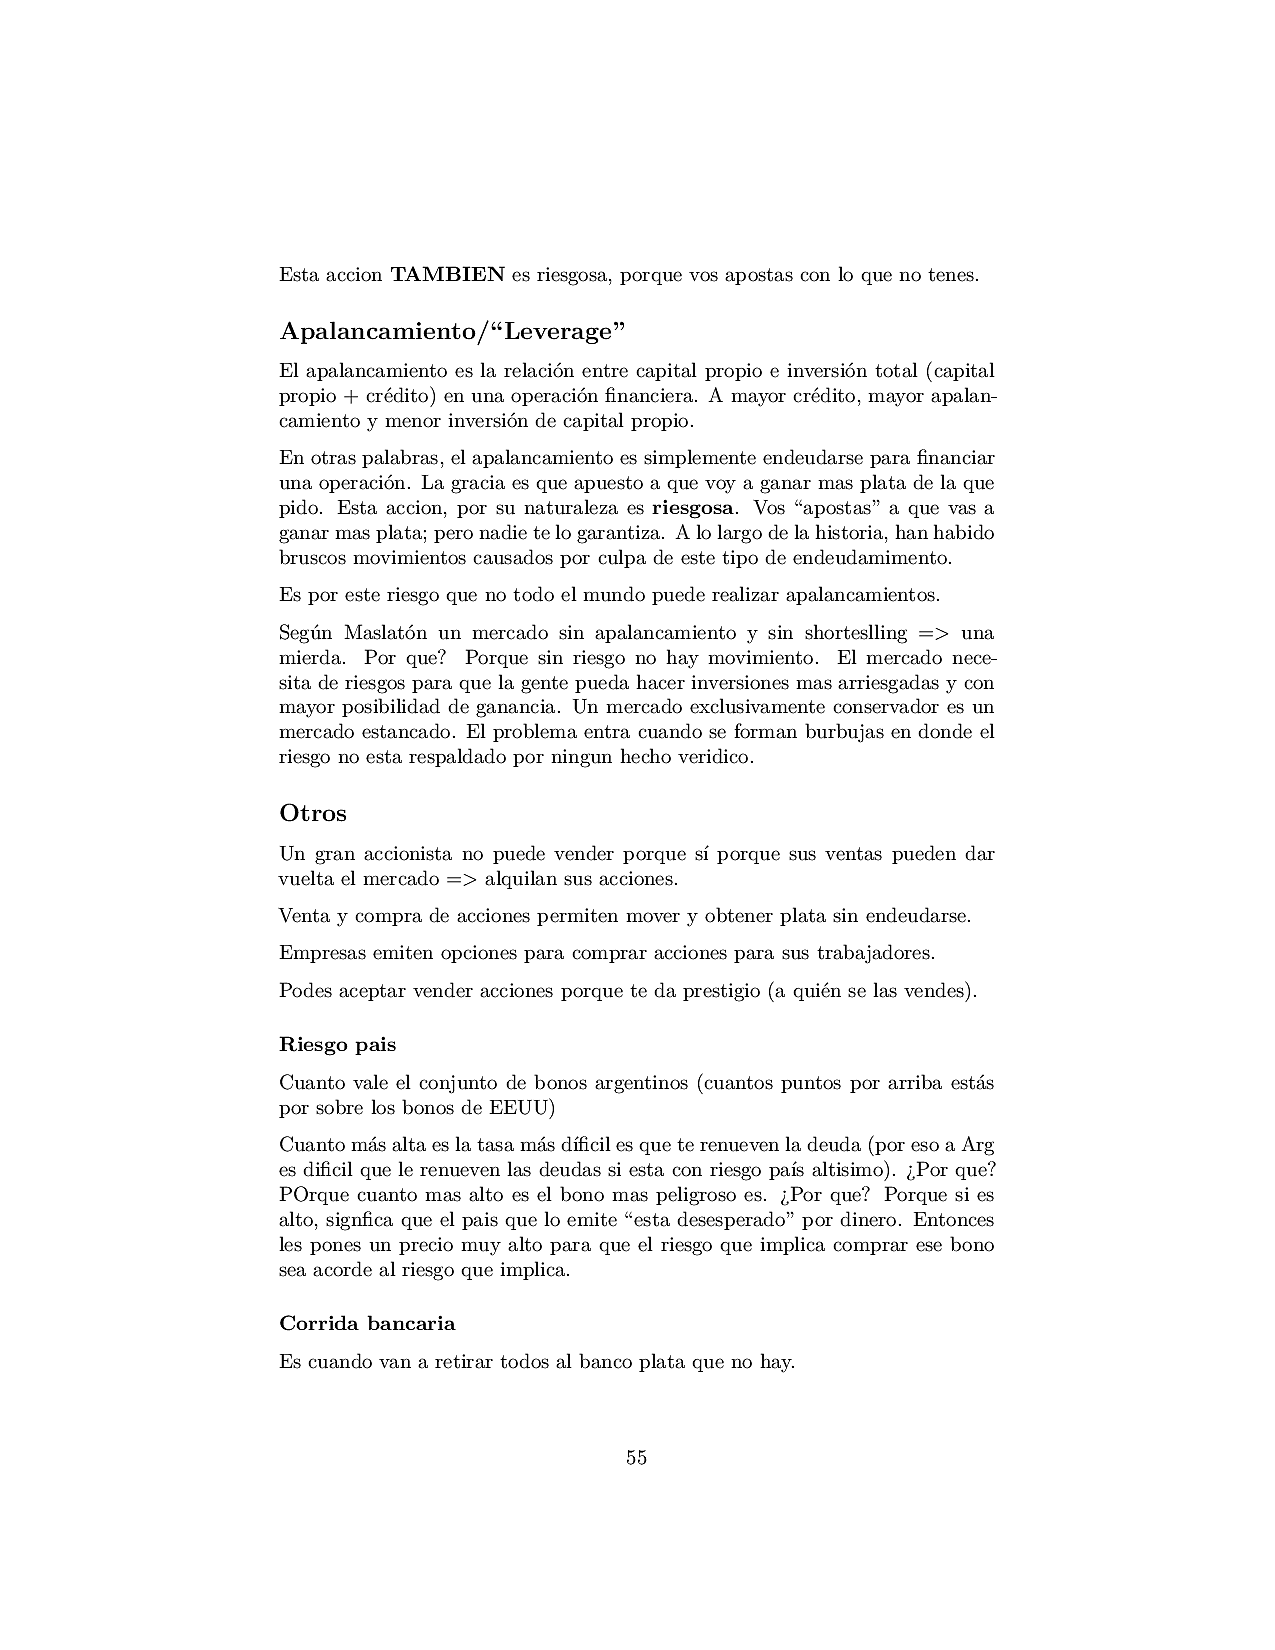 Esta accion TAMBIEN es riesgosa, porque vos apostas con lo que no tenes.
Apalancamiento/“Leverage”
El apalancamiento es la relación entre capital propio e inversión total (capital
propio + crédito) en una operación financiera. A mayor crédito, mayor apalan-
camiento y menor inversión de capital propio.
En otras palabras, el apalancamiento es simplemente endeudarse para financiar
una operación. La gracia es que apuesto a que voy a ganar mas plata de la que
pido. Esta accion, por su naturaleza es riesgosa. Vos “apostas” a que vas a
ganar mas plata; pero nadie te lo garantiza. A lo largo de la historia, han habido
bruscos movimientos causados por culpa de este tipo de endeudamimento.
Es por este riesgo que no todo el mundo puede realizar apalancamientos.
Según Maslatón un mercado sin apalancamiento y sin shorteslling => una
mierda. Por que? Porque sin riesgo no hay movimiento. El mercado nece-
sita de riesgos para que la gente pueda hacer inversiones mas arriesgadas y con
mayor posibilidad de ganancia. Un mercado exclusivamente conservador es un
mercado estancado. El problema entra cuando se forman burbujas en donde el
riesgo no esta respaldado por ningun hecho veridico.
Otros
Un gran accionista no puede vender porque sí porque sus ventas pueden dar
vuelta el mercado => alquilan sus acciones.
Venta y compra de acciones permiten mover y obtener plata sin endeudarse.
Empresas emiten opciones para comprar acciones para sus trabajadores.
Podes aceptar vender acciones porque te da prestigio (a quién se las vendes).
Riesgo pais
Cuanto vale el conjunto de bonos argentinos (cuantos puntos por arriba estás
por sobre los bonos de EEUU)
Cuanto más alta es la tasa más díficil es que te renueven la deuda (por eso a Arg
es dificil que le renueven las deudas si esta con riesgo país altisimo). ¿Por que?
POrque cuanto mas alto es el bono mas peligroso es. ¿Por que? Porque si es
alto, signfica que el pais que lo emite “esta desesperado” por dinero. Entonces
les pones un precio muy alto para que el riesgo que implica comprar ese bono
sea acorde al riesgo que implica.
Corrida bancaria
Es cuando van a retirar todos al banco plata que no hay.
55